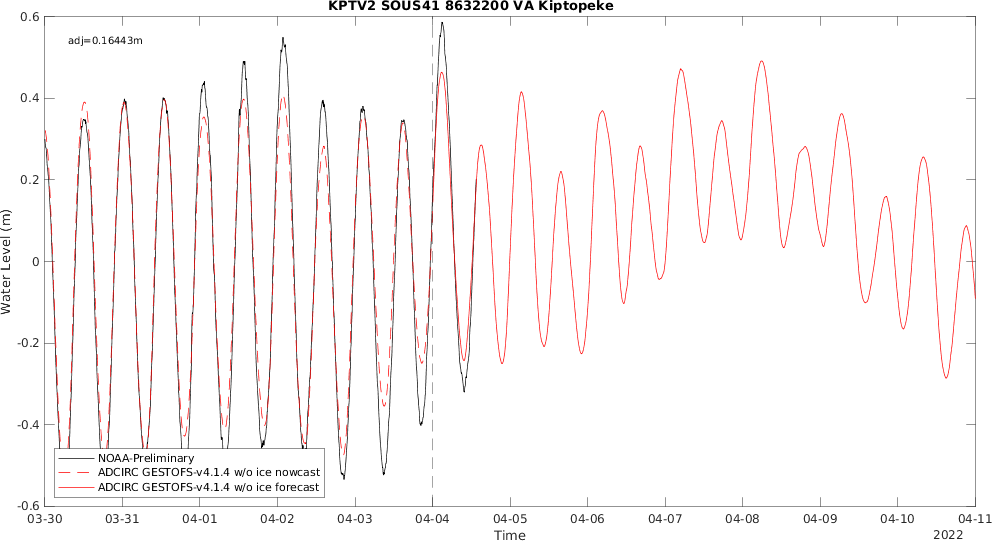 KPTV2 SOUS41 8632200 VA Kiptopeke
adj=0.16443m
0.6
0.4
0.2
0
-0.2
-0.4
-0.6
Water Level (m)
NOAA-Preliminary
ADCIRC GESTOFS-v4.1.4 w/o ice nowcast
ADCIRC GESTOFS-v4.1.4 w/o ice forecast
03-30 03-31 04-01 04-02 04-03 04-04 04-05 04-06 04-07 04-08 04-09 04-10 04-11
Time
2022